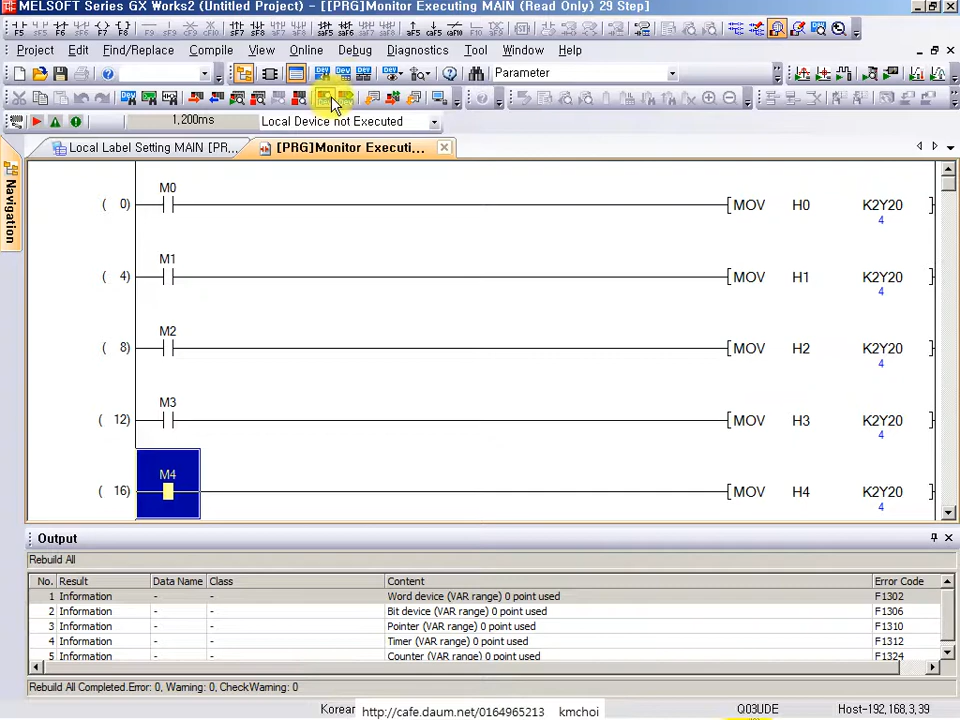 MELSOFT Series GX Works2 (Untitled Project) - [[PRG]Monitor Executing MAIN (Read Only) 29 Step]
F5 sF5 F6 sF6 F7 F8
Project Edit Find/Replace Compile View Online Debug Diagnostics Tool Window Help
Parameter
1,200ms Local Device not Executed
Local Label Setting MAIN [PR... [PRG]Monitor Executi...
Navigation
M0
( 0) [MOV H0 K2Y20 ]
4
M1
( 4) [MOV H1 K2Y20 ]
4
M2
( 8) [MOV H2 K2Y20 ]
4
M3
( 12) [MOV H3 K2Y20 ]
4
M4
( 16) [MOV H4 K2Y20 ]
4
Output
Rebuild All
No. Result Data Name Class Content Error Code
1 Information - - Word device (VAR range) 0 point used F1302
2 Information - - Bit device (VAR range) 0 point used F1306
3 Information - - Pointer (VAR range) 0 point used F1310
4 Information - - Timer (VAR range) 0 point used F1312
5 Information - - Counter (VAR range) 0 point used F1324
Rebuild All Completed.Error: 0, Warning: 0, CheckWarning: 0
Korean http://cafe.daum.net/0164965213 kmchoi Q03UDE Host-192,168,3,39